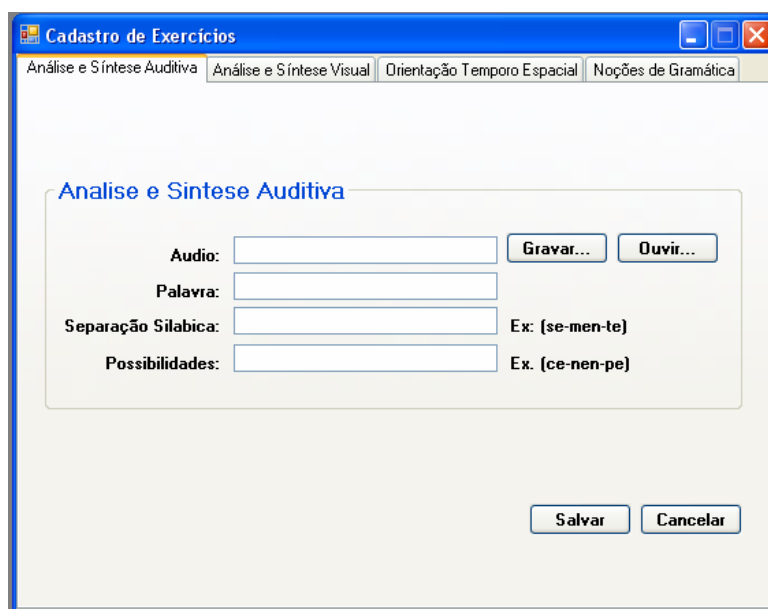 Cadastro de Exercícios
Análise e Síntese Auditiva Análise e Síntese Visual Orientação Temporo Espacial Noções de Gramática
Analise e Sintese Auditiva
Audio: Gravar... Ouvir...
Palavra:
Separação Silabica: Ex: (se-men-te)
Possibilidades: Ex. (ce-nen-pe)
Salvar Cancelar